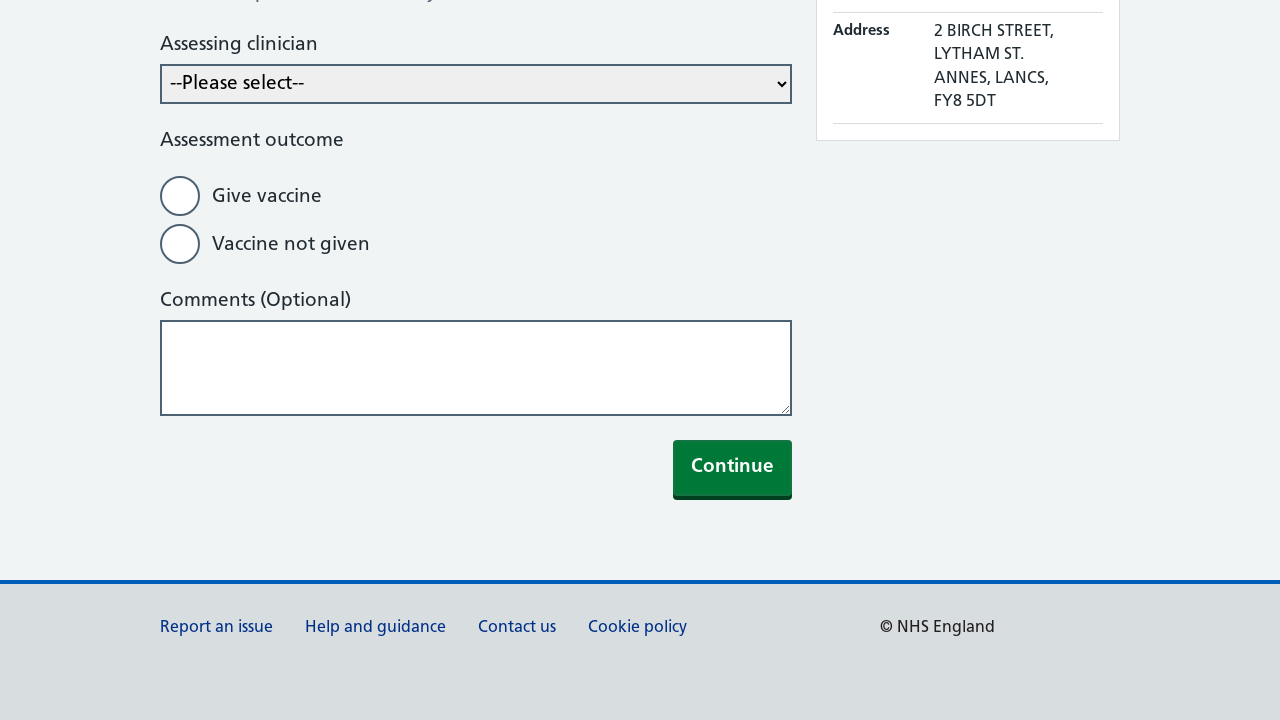 Assessing clinician
--Please select--
Assessment outcome
Give vaccine
Vaccine not given
Comments (Optional)
Continue
Address
2 BIRCH STREET,
LYTHAM ST.
ANNES, LANCS,
FY8 5DT
Report an issue
Help and guidance
Contact us
Cookie policy
© NHS England